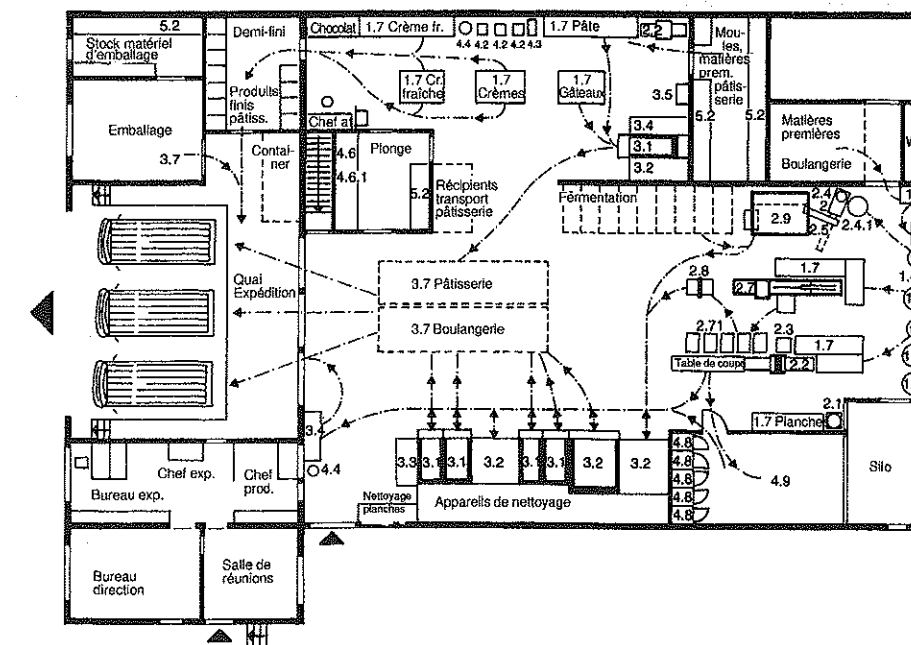 5.2
Stock matériel
d'emballage
Demi-fini
Produits
finis
pâtiss.
Emballage
3.7
Contai-
ner
Chocolat
1.7 Crème fr.
4.4
4.2
4.2
4.2
4.3
1.7 Pâte
2.2
1.7 Cr.
fraîche
1.7
Crèmes
1.7
Gâteaux
Chef at
3.5
3.4
3.1
3.2
5.2
Mou-
les,
matières
prem.
pâtis-
serie
5.2
Matières
premières
Boulangerie
4.6
4.6.1
Plonge
5.2
Récipients
transport
pâtisserie
Fermentation
2.9
2.4
2.5
2.4.1
Quai
Expédition
3.7 Pâtisserie
3.7 Boulangerie
2.8
1.7
2.7
2.71
2.3
1.7
Table de coupe
2.2
2.1
1.7 Planche
3.4
4.4
3.3
3.1
3.1
3.2
3.1
3.1
3.2
3.2
4.8
4.8
4.8
4.8
4.8
4.9
Silo
Chef exp.
Bureau exp.
Chef
prod.
Nettoyage
planches
Appareils de nettoyage
Bureau
direction
Salle de
réunions